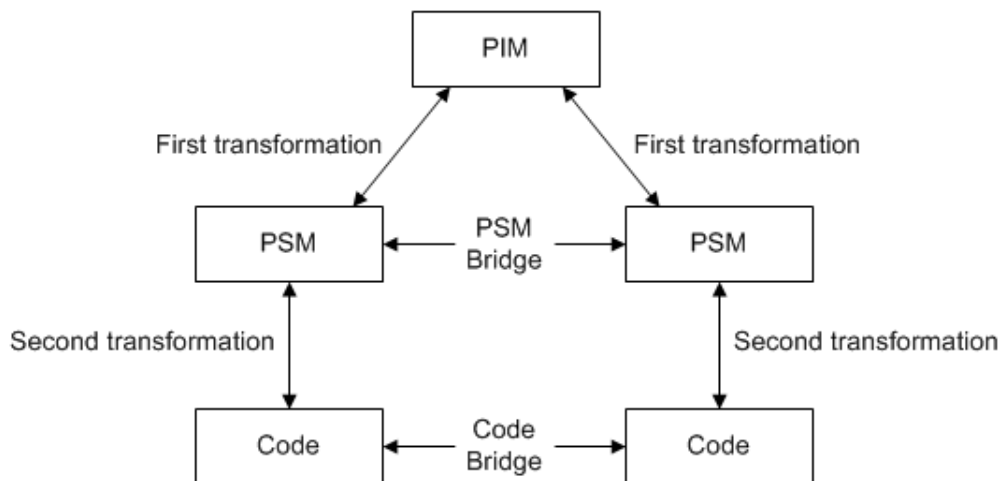 PIM
First transformation
First transformation
PSM
PSM
Bridge
PSM
Second transformation
Second transformation
Code
Code
Bridge
Code